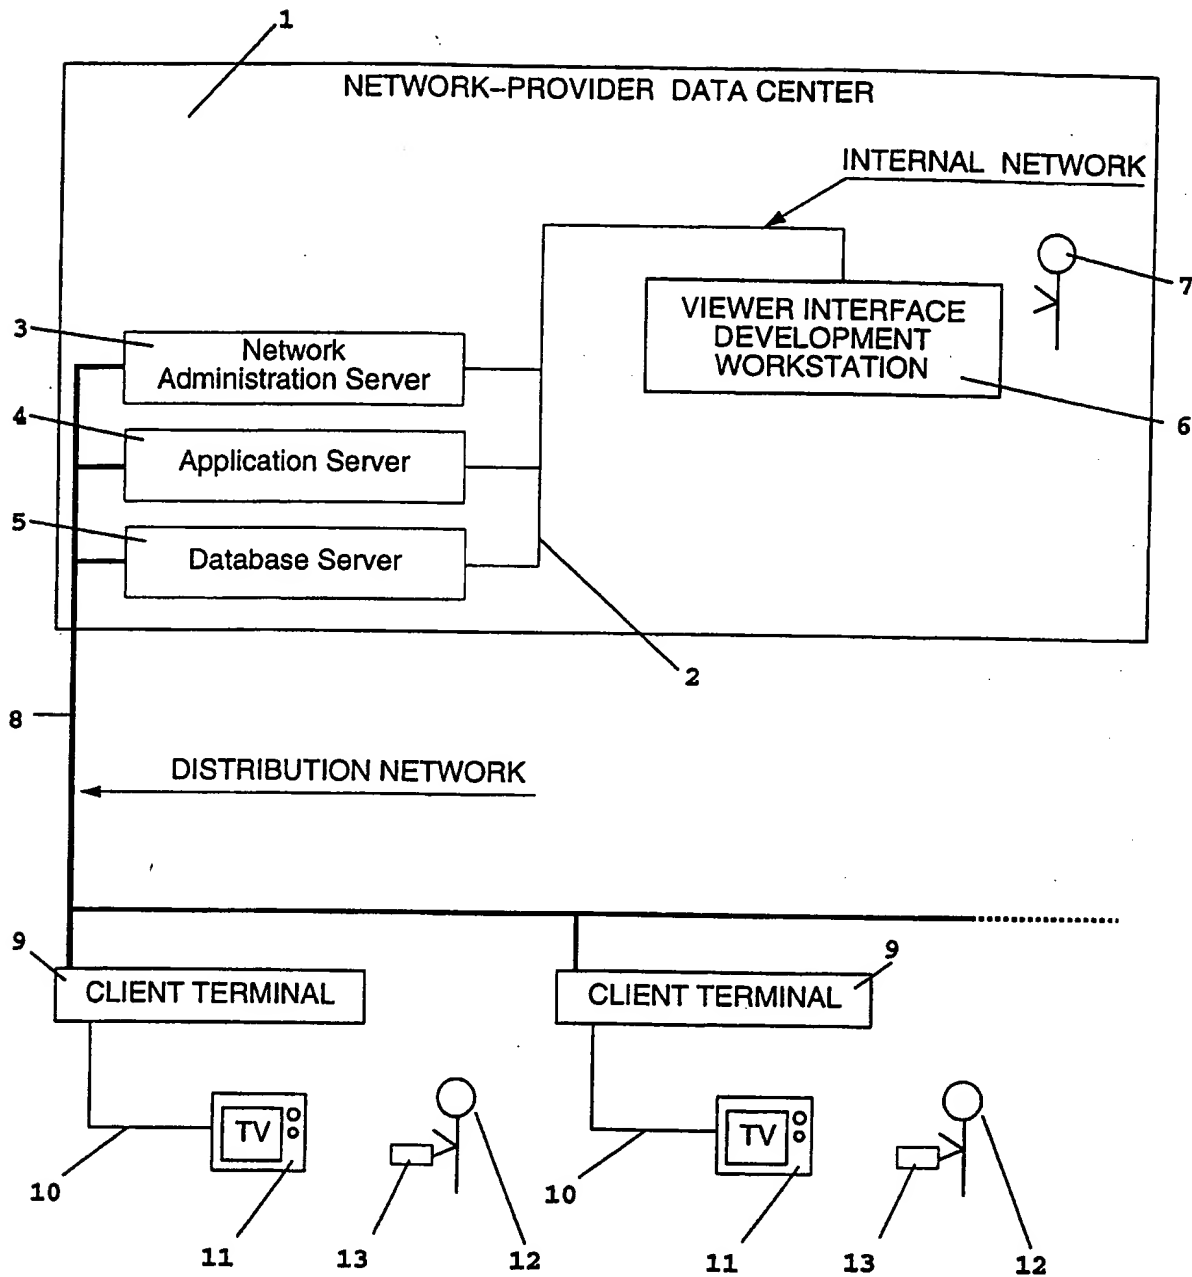 1
NETWORK-PROVIDER DATA CENTER
INTERNAL NETWORK
7
VIEWER INTERFACE
DEVELOPMENT
WORKSTATION
6
3
Network
Administration Server
4
Application Server
5
Database Server
2
8
DISTRIBUTION NETWORK
9
CLIENT TERMINAL
9
CLIENT TERMINAL
TV
TV
10
11
13
12
10
11
13
12